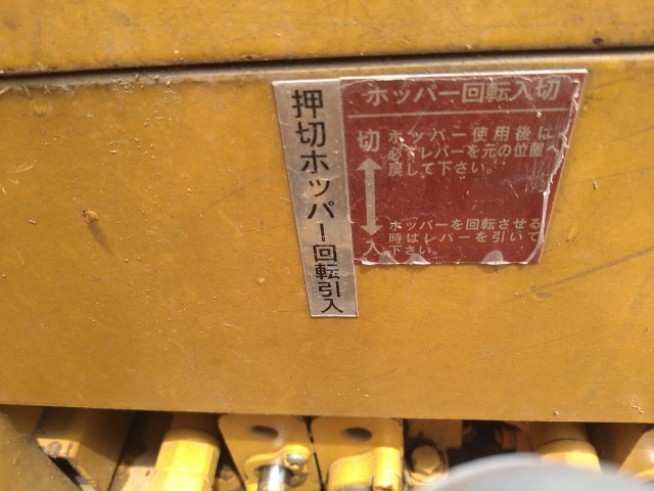 押切ホッパー回転引入
ホッパー回転入切
切
ホッパー使用後は
必ずレバーを元の位置へ
戻して下さい。
ホッパーを回転させる
時はレバーを引いて
下さい。
入